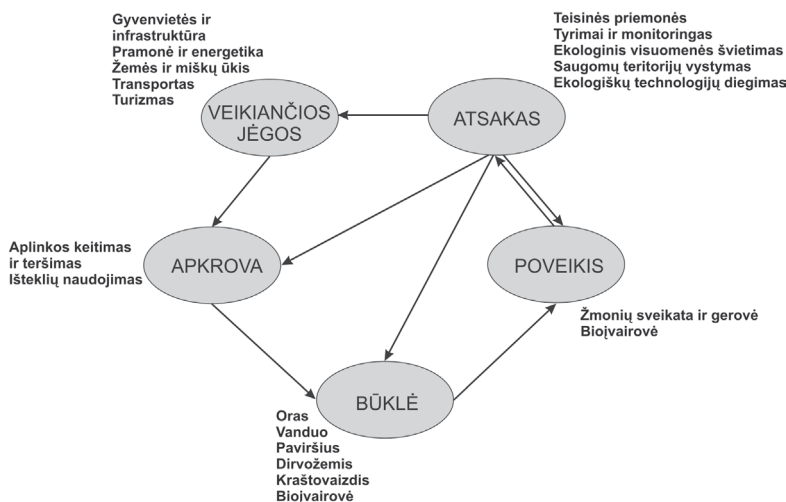 Gyvenvietės ir
infrastruktūra
Pramonė ir energetika
Žemės ir miškų ūkis
Transportas
Turizmas
VEIKIANČIOS
JĖGOS
Teisinės priemonės
Tyrimai ir monitoringas
Ekologinis visuomenės švietimas
Saugomų teritorijų vystymas
Ekologiškų technologijų diegimas
ATSAKAS
Aplinkos keitimas
ir teršimas
Išteklių naudojimas
APKROVA
POVEIKIS
Žmonių sveikata ir gerovė
Bioįvairovė
BŪKLĖ
Oras
Vanduo
Paviršius
Dirvožemis
Kraštovaizdis
Bioįvairovė